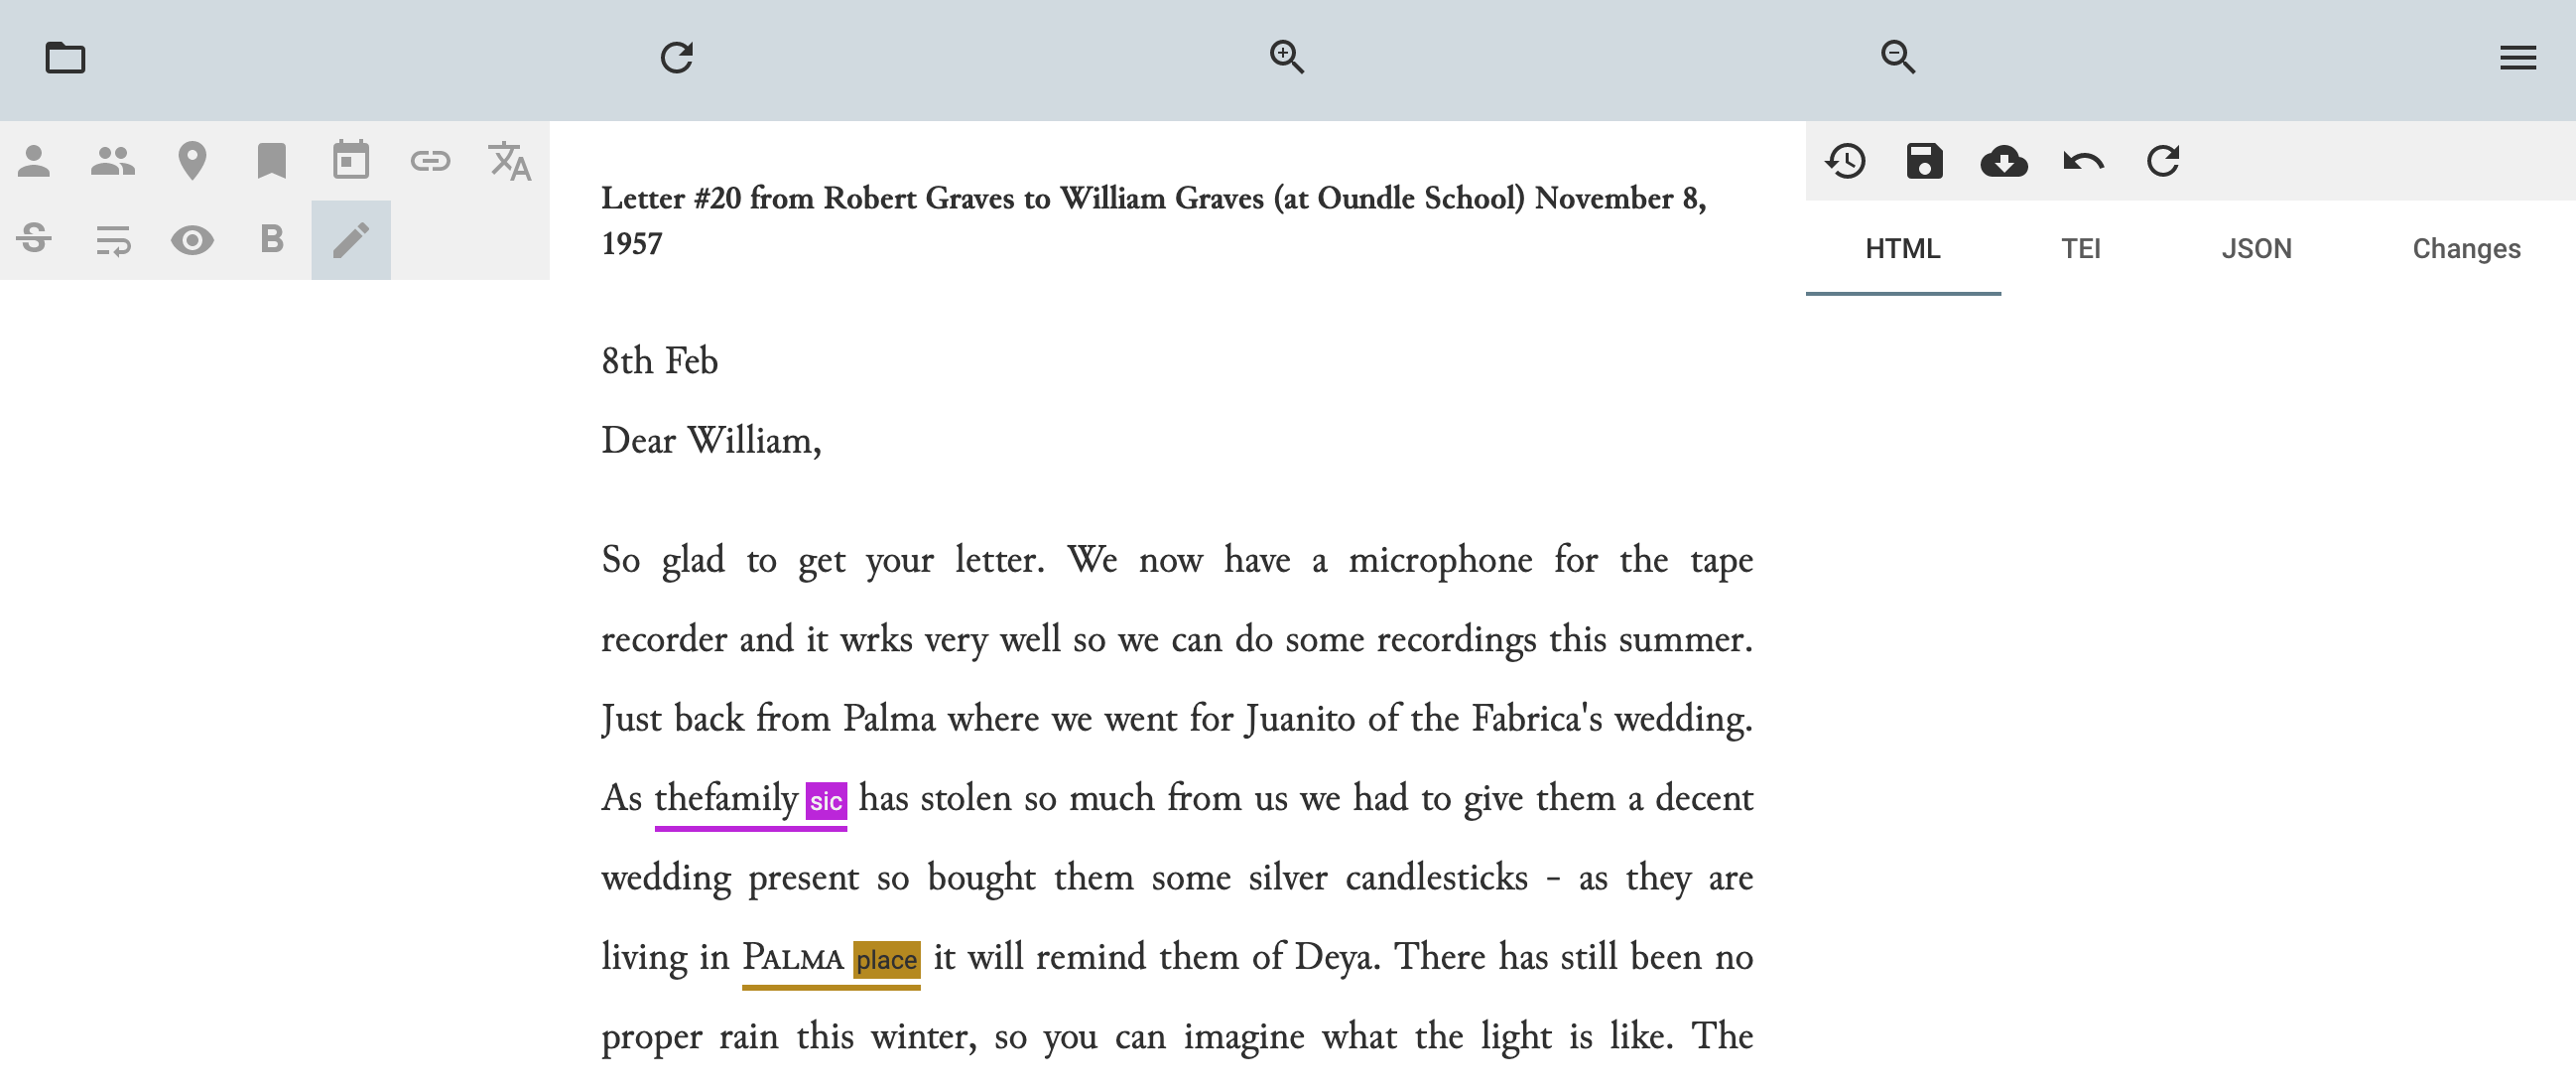 Letter #20 from Robert Graves to William Graves (at Oundle School) November 8,
1957
HTML
TEI
JSON
Changes
8th Feb
Dear William,
So glad to get your letter. We now have a microphone for the tape
recorder and it wrks very well so we can do some recordings this summer.
Just back from Palma where we went for Juanito of the Fabrica's wedding.
As thefamily sic has stolen so much from us we had to give them a decent
wedding present so bought them some silver candlesticks - as they are
living in PALMA place it will remind them of Deya. There has still been no
proper rain this winter, so you can imagine what the light is like. The